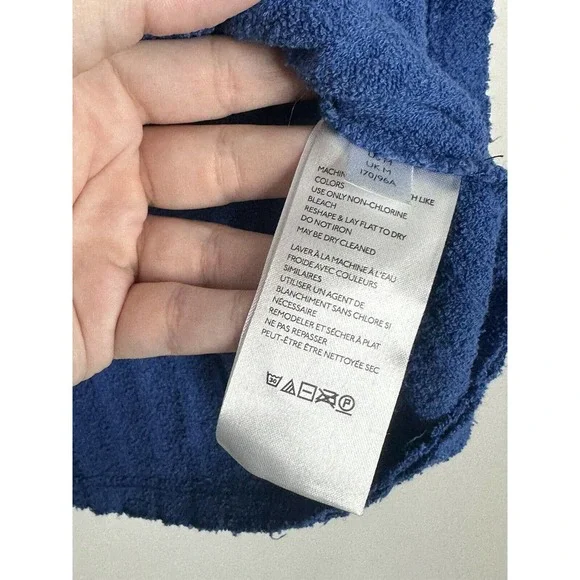 UK M
170/96A
LIKE
COLORS
USE ONLY NON-CHLORINE
BLEACH
RESHAPE & LAY FLAT TO DRY
DO NOT IRON
MAY BE DRY CLEANED
LAVER À LA MACHINE À L'EAU
FROIDE AVEC COULEURS
SIMILAIRES
UTILISER UN AGENT DE
BLANCHIMENT SANS CHLORE SI
NÉCESSAIRE
REMODELER ET SÉCHER À PLAT
NE PAS REPASSER
PEUT-ÊTRE ÊTRE NETTOYÉE SEC
30
P